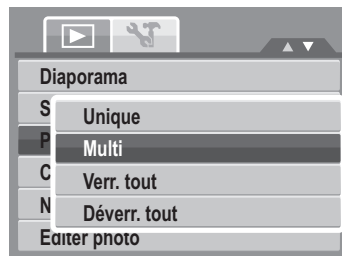 Diaporama
S
Unique
P
Multi
C
Verr. tout
N
Déverr. tout
Editer photo